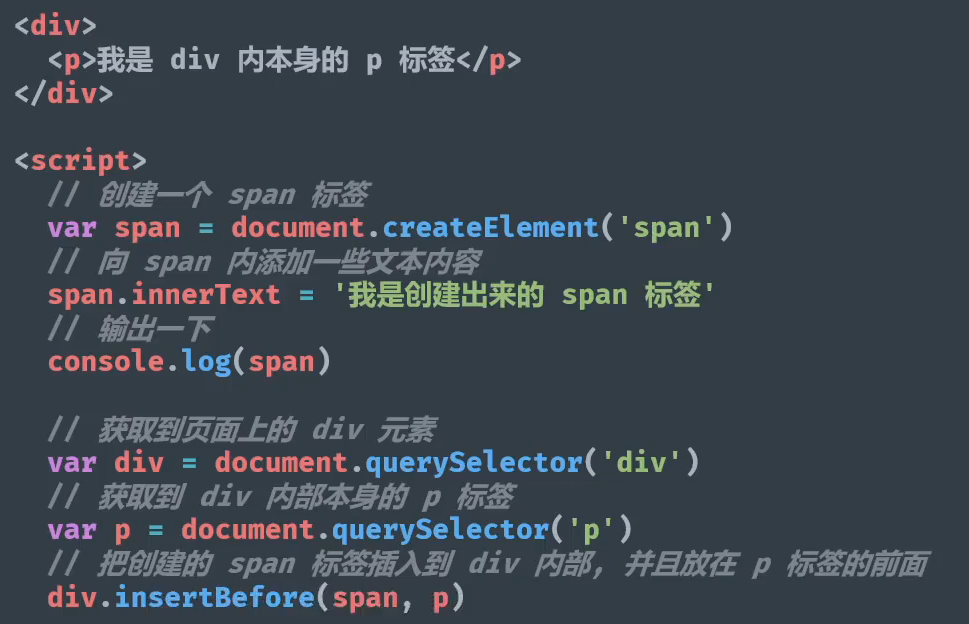 <div>
  <p>我是 div 内本身的 p 标签</p>
</div>

<script>
  // 创建一个 span 标签
  var span = document.createElement('span')
  // 向 span 内添加一些文本内容
  span.innerText = '我是创建出来的 span 标签'
  // 输出一下
  console.log(span)

  // 获取到页面上的 div 元素
  var div = document.querySelector('div')
  // 获取到 div 内部本身的 p 标签
  var p = document.querySelector('p')
  // 把创建的 span 标签插入到 div 内部, 并且放在 p 标签的前面
  div.insertBefore(span, p)